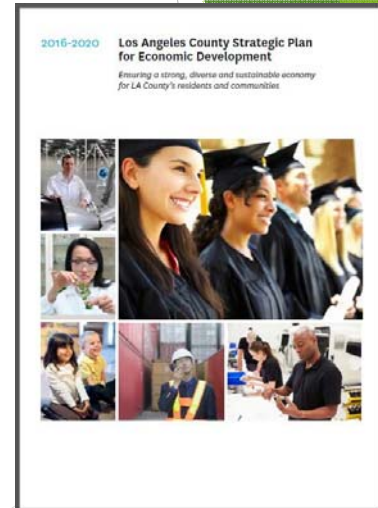 2016-2020
Los Angeles County Strategic Plan
for Economic Development
Ensuring a strong, diverse and sustainable economy
for LA County's residents and communities